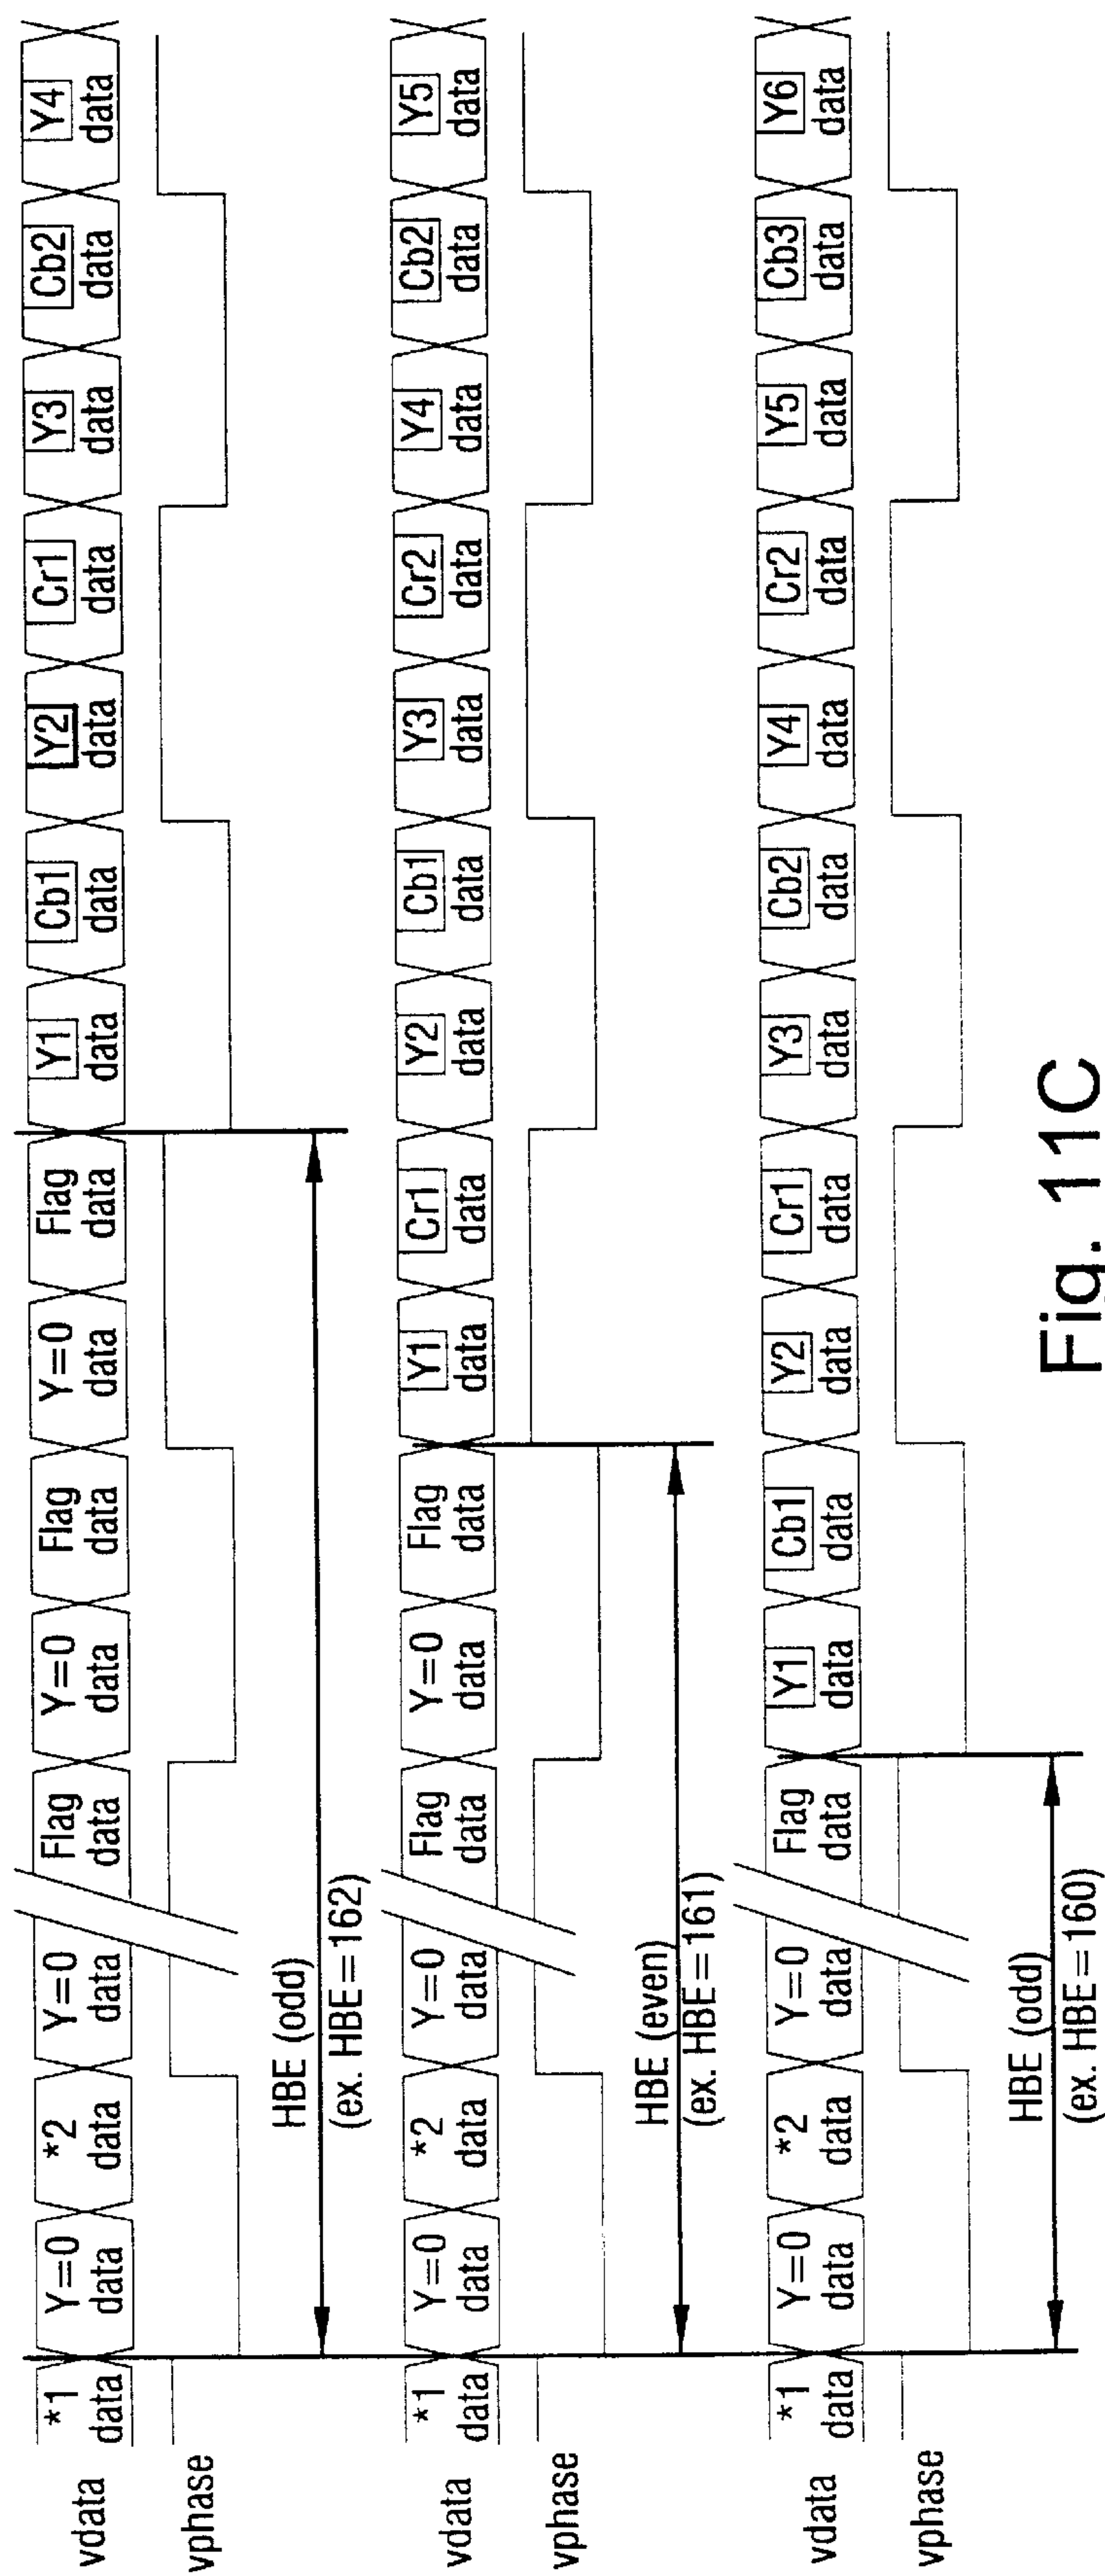 vdata *1 data Y=0 data *2 data Y=0 data Flag data Y=0 data Flag data Y=0 data Flag data Y1 data Cb1 data Y2 data Cr1 data Y3 data Cb2 data Y4 data
vphase
HBE (odd)
(ex. HBE=162)
vdata *1 data Y=0 data *2 data Y=0 data Flag data Y=0 data Flag data Y1 data Cr1 data Y2 data Cb1 data Y3 data Cr2 data Y4 data Cb2 data Y5 data
vphase
HBE (even)
(ex. HBE=161)
vdata *1 data Y=0 data *2 data Y=0 data Flag data Y1 data Cb1 data Y2 data Cr1 data Y3 data Cb2 data Y4 data Cr2 data Y5 data Cb3 data Y6 data
vphase
HBE (odd)
(ex. HBE=160)
Fig. 11C